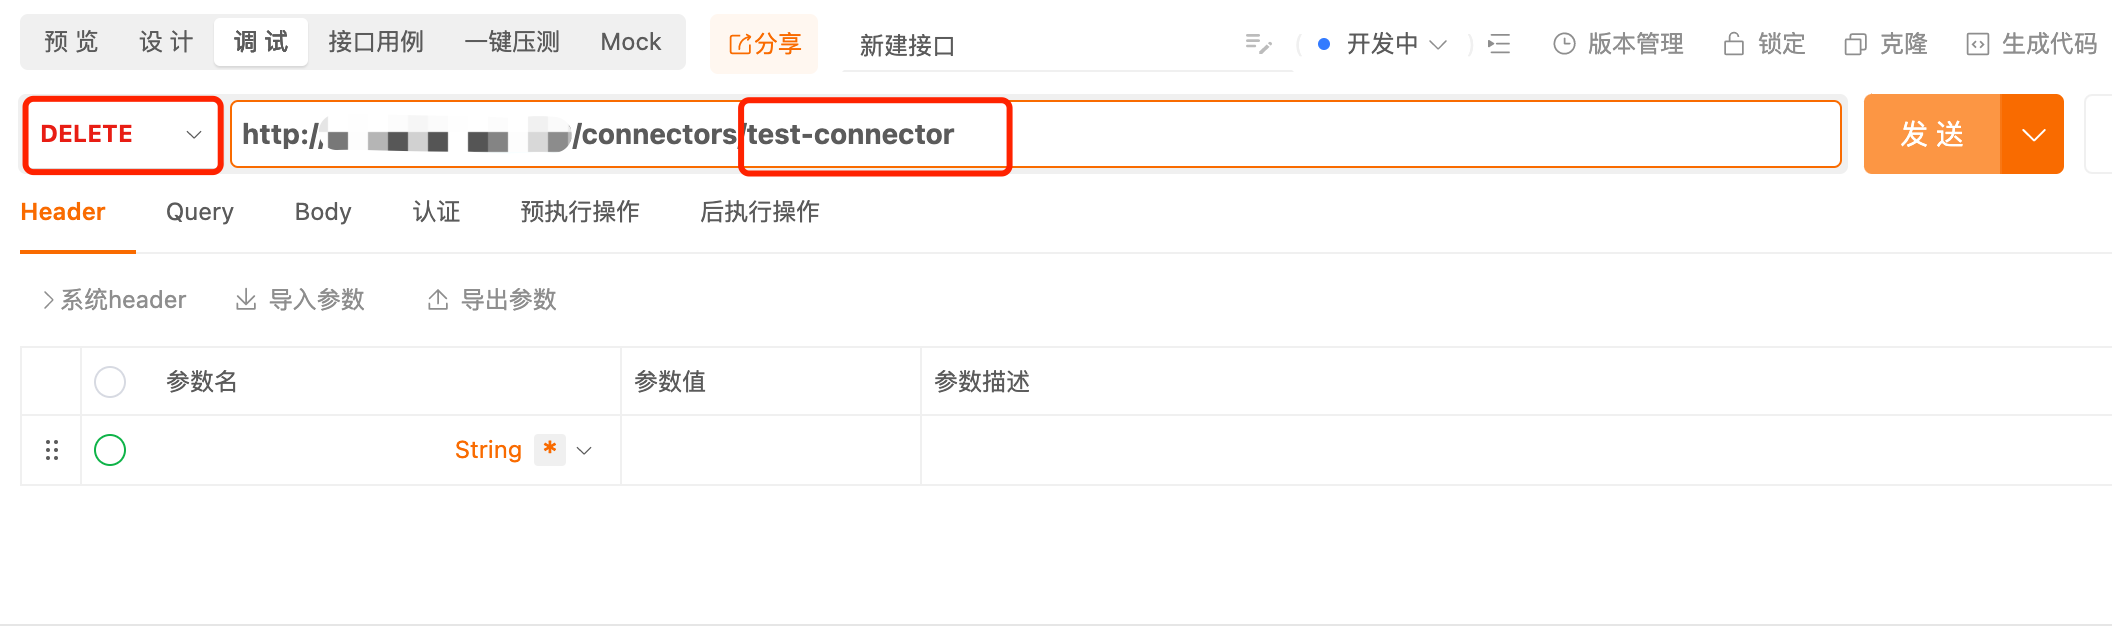 预览 设计 调试 接口用例 一键压测 Mock 分享 新建接口 开发中 版本管理 锁定 克隆 生成代码
DELETE http:/ /connectors/test-connector 发送
Header Query Body 认证 预执行操作 后执行操作
系统header 导入参数 导出参数
参数名 参数值 参数描述
String *